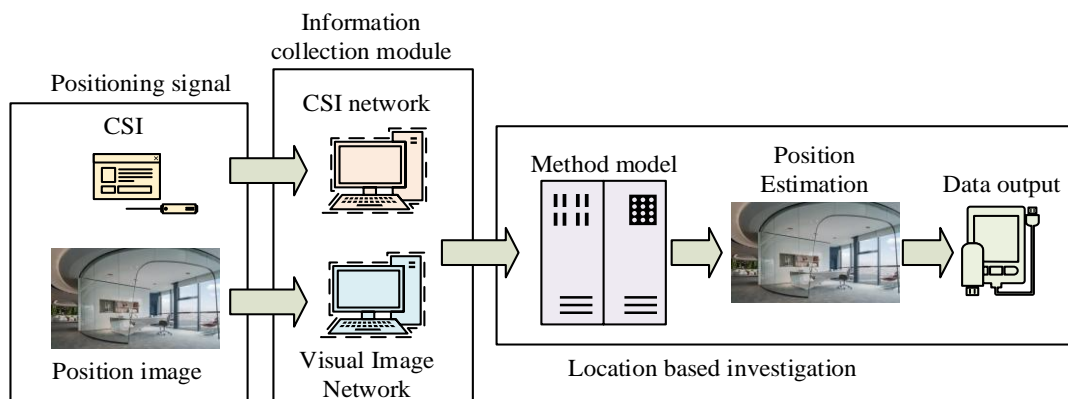 Information
collection module
Positioning signal
CSI
CSI network
Position image
Visual Image
Network
Method model
Position
Estimation
Data output
Location based investigation